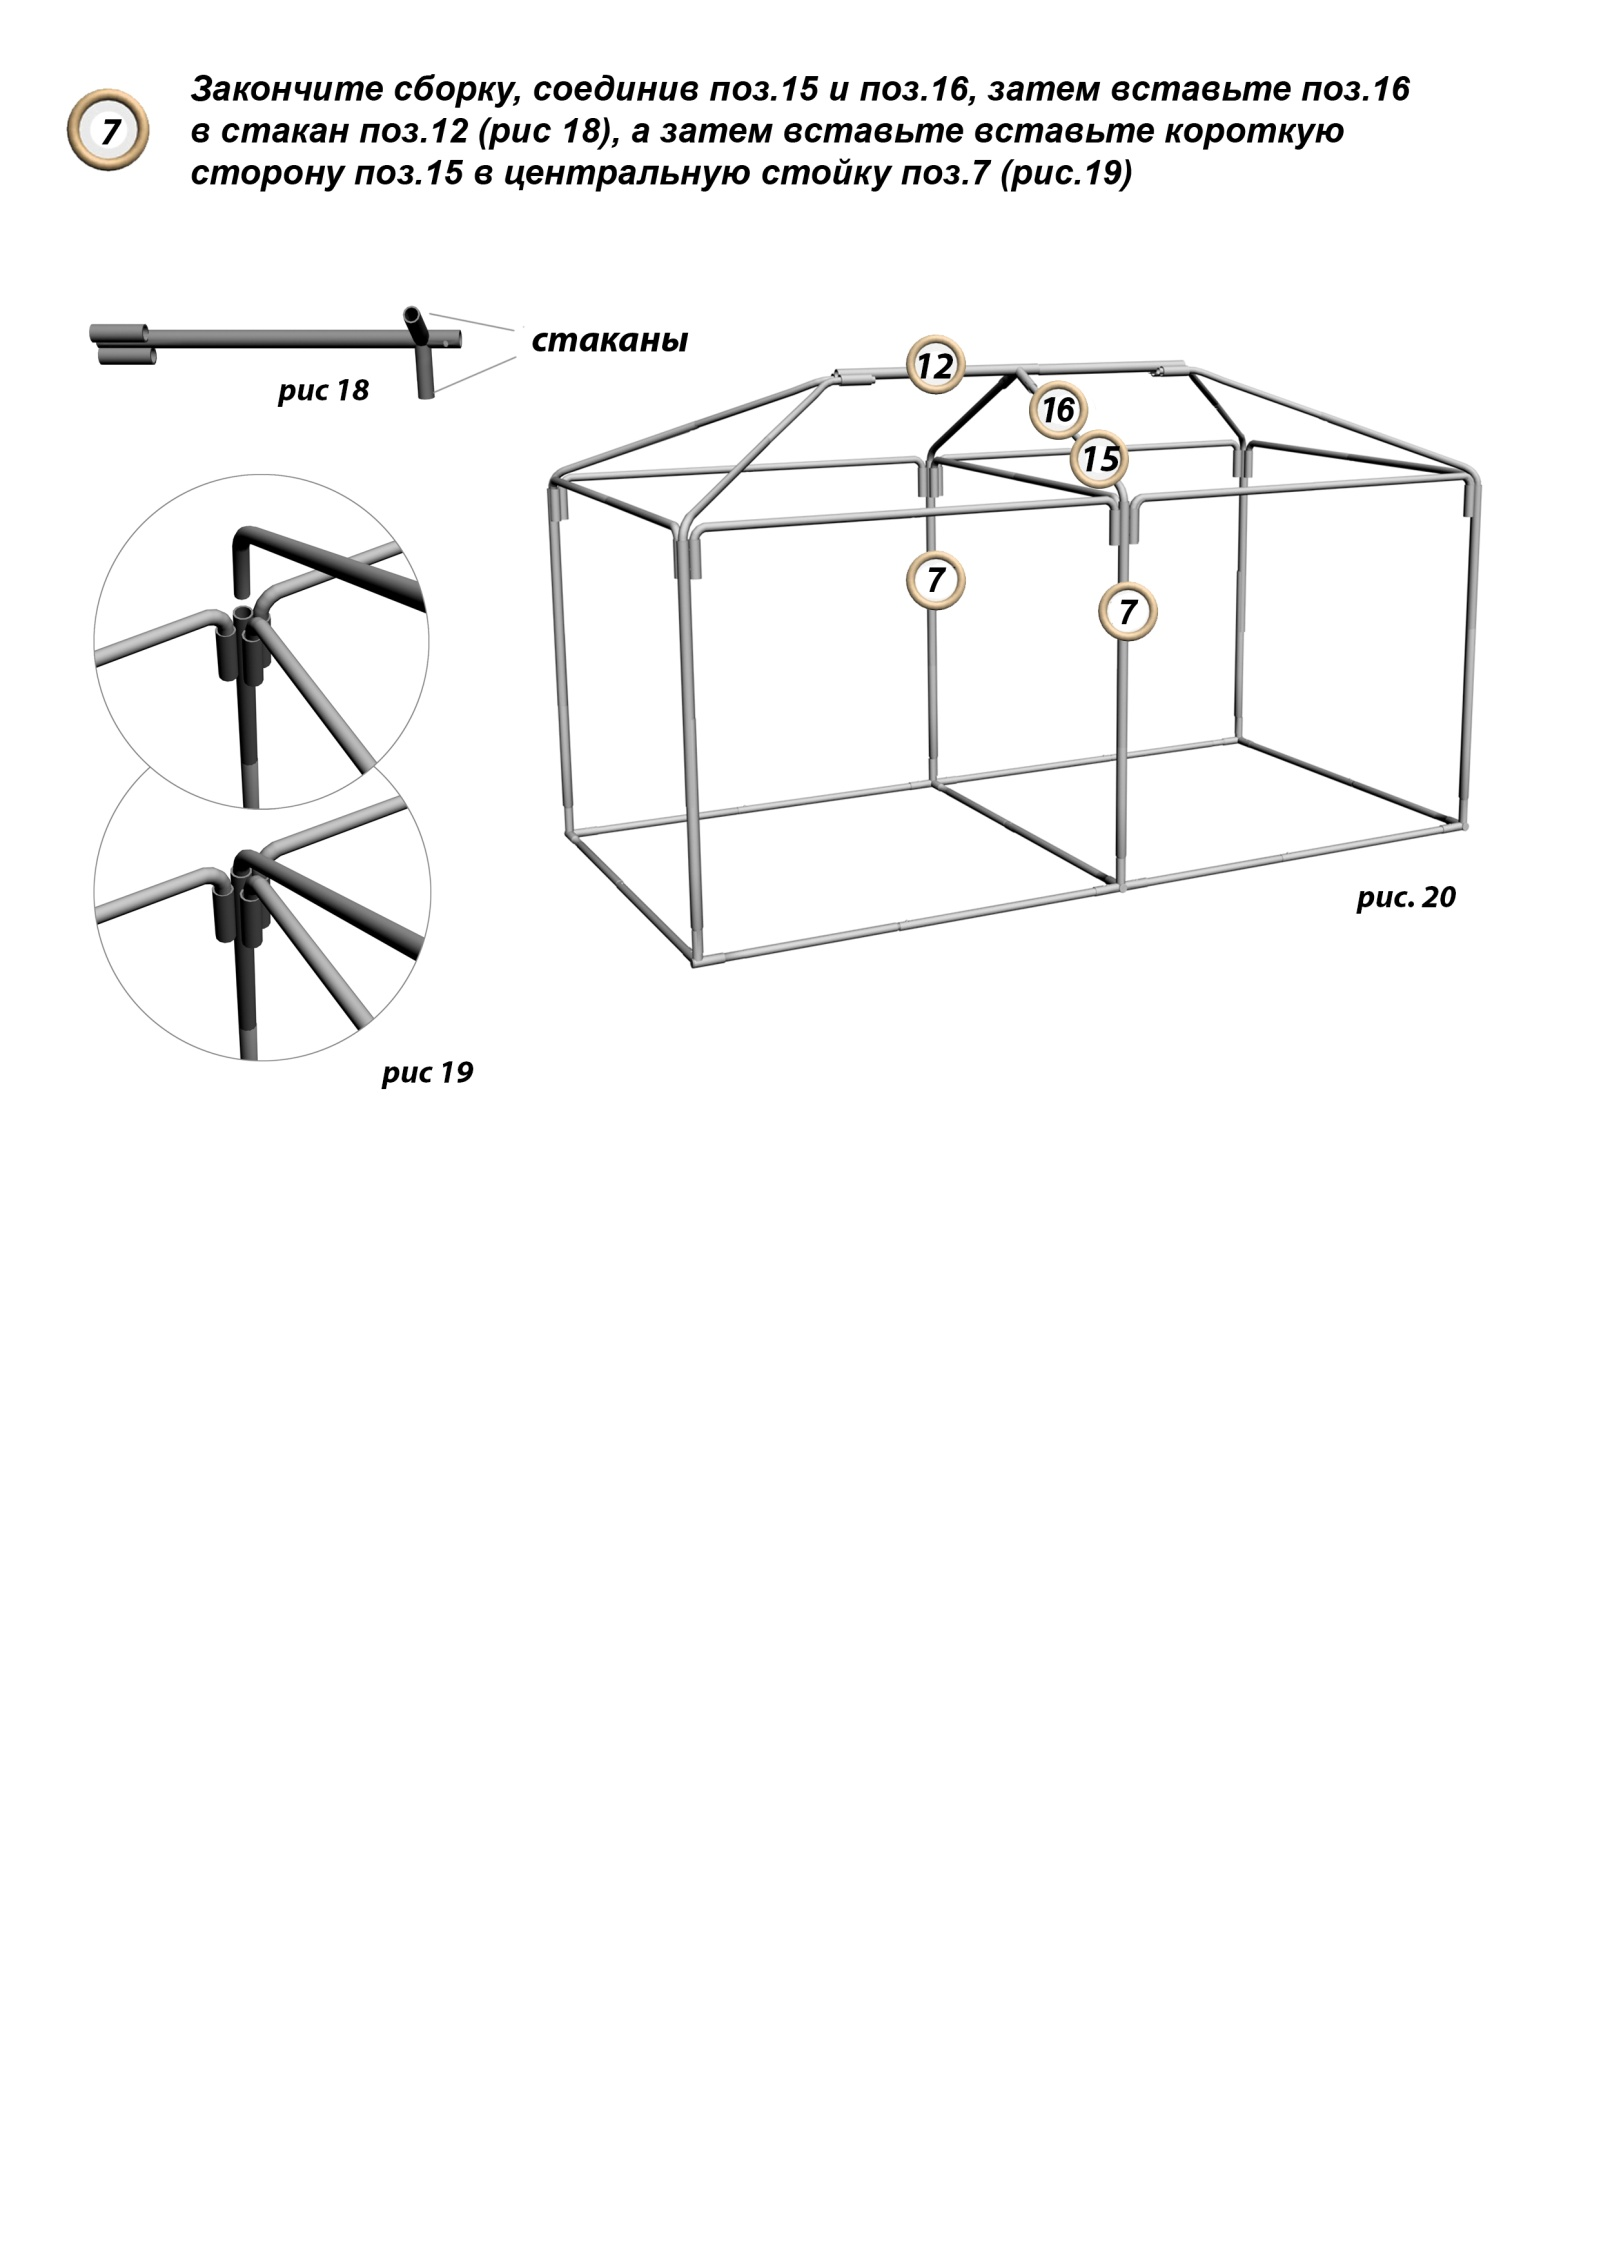 7
Закончите сборку, соединив поз.15 и поз.16, затем вставьте поз.16
в стакан поз.12 (рис 18), а затем вставьте вставьте короткую
сторону поз.15 в центральную стойку поз.7 (рис.19)
стаканы
рис 18
12
16
15
7
7
рис. 20
рис 19